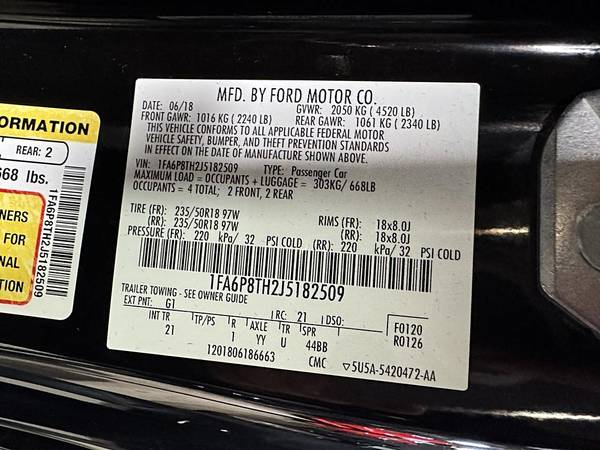 FORMATION
REAR: 2
668 lbs.
NERS
FOR
NAL
TION
1FA6P8TH2J5182509
MFD. BY FORD MOTOR CO.
DATE: 06/18 GVWR: 2050 KG (4520 LB)
FRONT GAWR: 1016 KG (2240 LB) REAR GAWR: 1061 KG (2340 LB)
THIS VEHICLE CONFORMS TO ALL APPLICABLE FEDERAL MOTOR
VEHICLE SAFETY, BUMPER, AND THEFT PREVENTION STANDARDS
IN EFFECT ON THE DATE OF MANUFACTURE SHOWN ABOVE.
VIN: 1FA6P8TH2J5182509 TYPE: Passenger Car
MAXIMUM LOAD = OCCUPANTS + LUGGAGE = 303KG/ 668LB
OCCUPANTS = 4 TOTAL; 2 FRONT, 2 REAR
TIRE (FR): 235/50R18 97W RIMS (FR): 18x8.0J
(RR): 235/50R18 97W (RR): 18x8.0J
PRESSURE (FR): 220 kPa/ 32 PSI COLD (RR): 220 kPa/ 32 PSI COLD
1FA6P8TH2J5182509
TRAILER TOWING - SEE OWNER GUIDE
EXT PNT: G1 RC: 21 DSO:
INT TR TP/PS R AXLE TR SPR F0120
21 1 YY U 44BB R0126
1201806186663 CMC 5U5A-5420472-AA